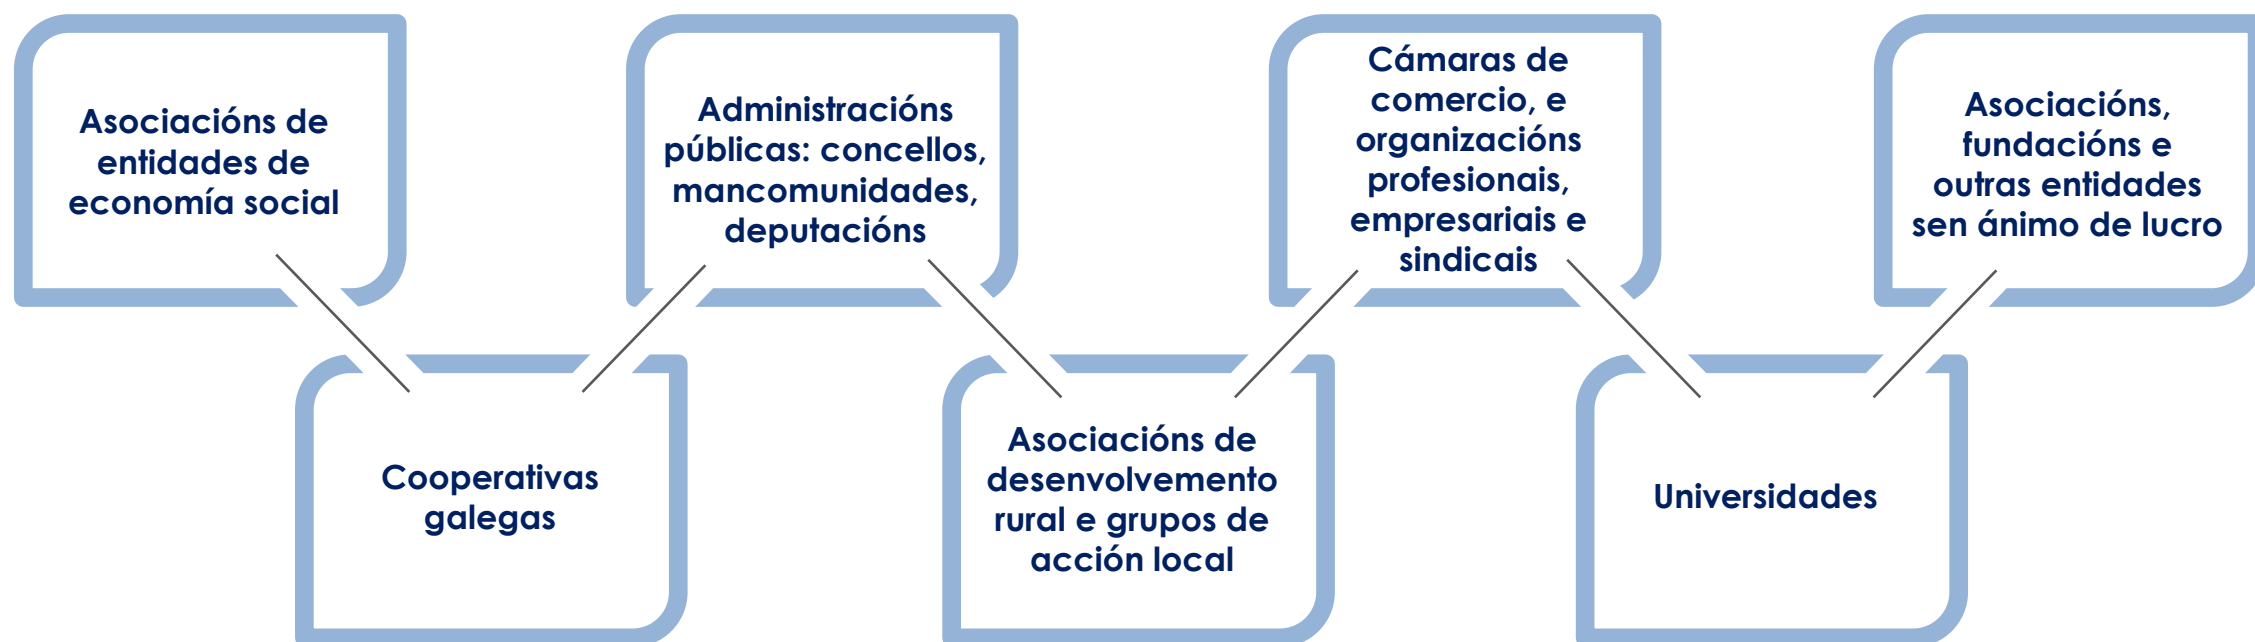 Asociacións de
entidades de
economía social
Cooperativas
galegas
Administracións
públicas: concellos,
mancomunidades,
deputacións
Asociacións de
desenvolvemento
rural e grupos de
acción local
Cámaras de
comercio, e
organizacións
profesionais,
empresariais e
sindicais
Universidades
Asociacións,
fundacións e
outras entidades
sen ánimo de lucro